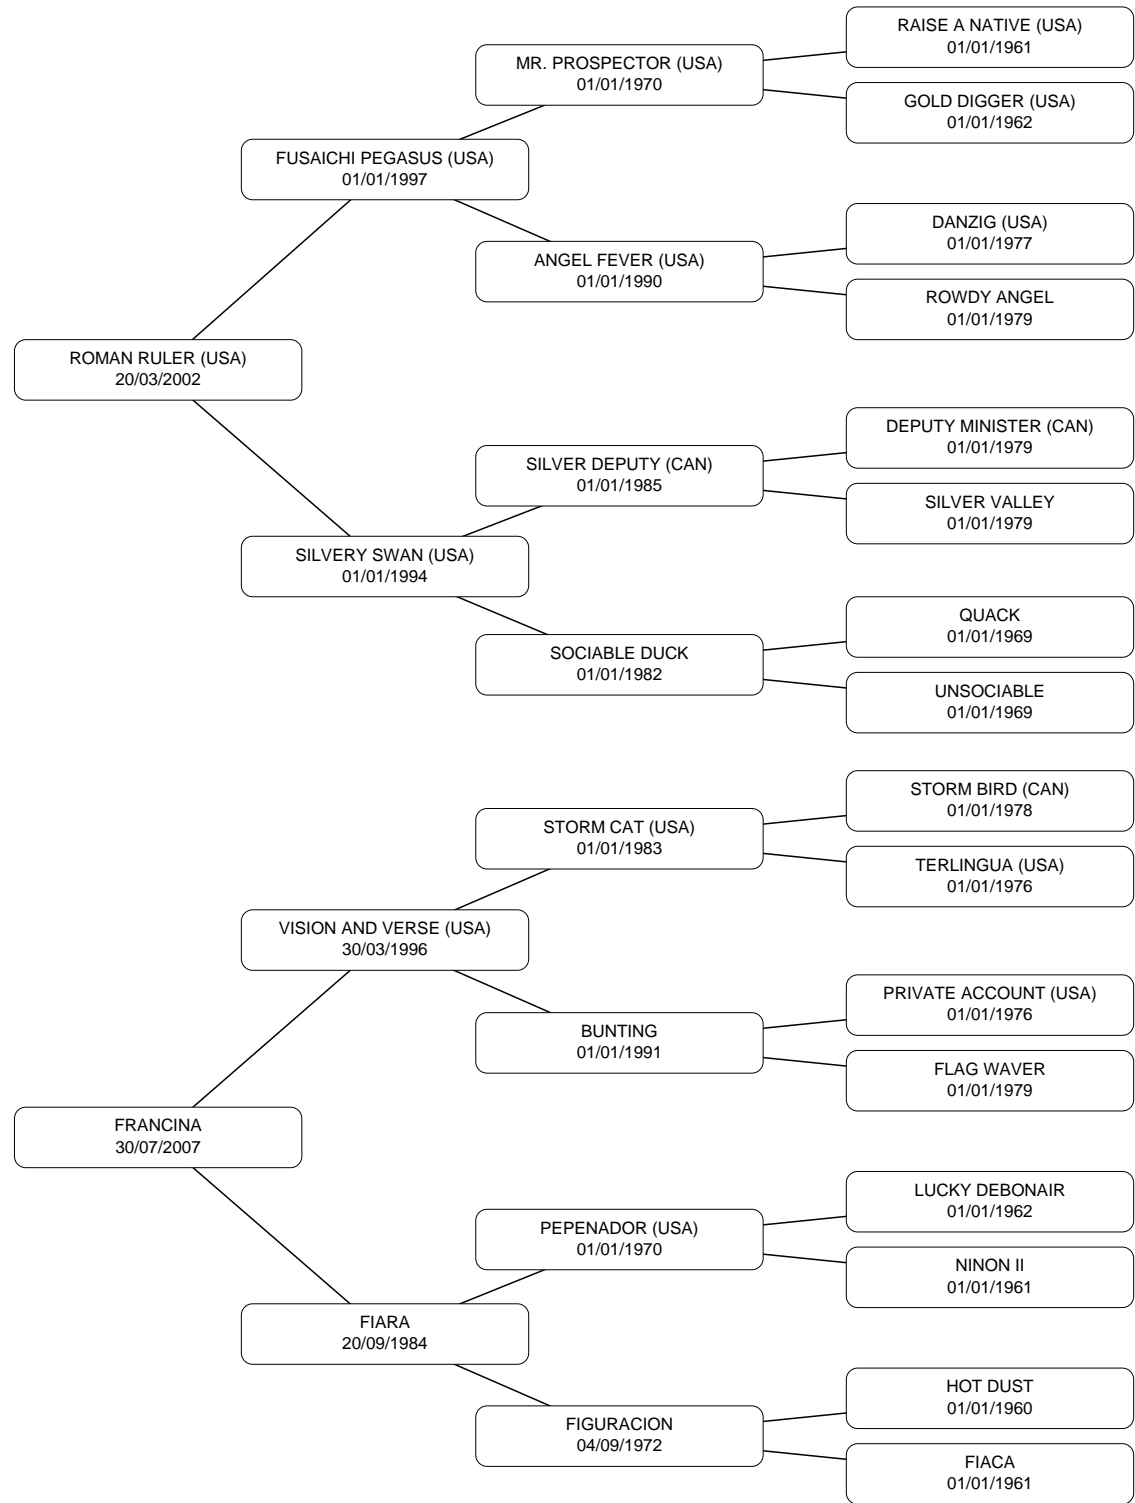 RAISE A NATIVE (USA)
01/01/1961
MR. PROSPECTOR (USA)
01/01/1970
GOLD DIGGER (USA)
01/01/1962
FUSAICHI PEGASUS (USA)
01/01/1997
DANZIG (USA)
01/01/1977
ANGEL FEVER (USA)
01/01/1990
ROWDY ANGEL
01/01/1979
ROMAN RULER (USA)
20/03/2002
DEPUTY MINISTER (CAN)
01/01/1979
SILVER DEPUTY (CAN)
01/01/1985
SILVER VALLEY
01/01/1979
SILVERY SWAN (USA)
01/01/1994
QUACK
01/01/1969
SOCIABLE DUCK
01/01/1982
UNSOCIABLE
01/01/1969
STORM BIRD (CAN)
01/01/1978
STORM CAT (USA)
01/01/1983
TERLINGUA (USA)
01/01/1976
VISION AND VERSE (USA)
30/03/1996
PRIVATE ACCOUNT (USA)
01/01/1976
BUNTING
01/01/1991
FLAG WAVER
01/01/1979
FRANCINA
30/07/2007
LUCKY DEBONAIR
01/01/1962
PEPENADOR (USA)
01/01/1970
NINON II
01/01/1961
FIARA
20/09/1984
HOT DUST
01/01/1960
FIGURACION
04/09/1972
FIACA
01/01/1961